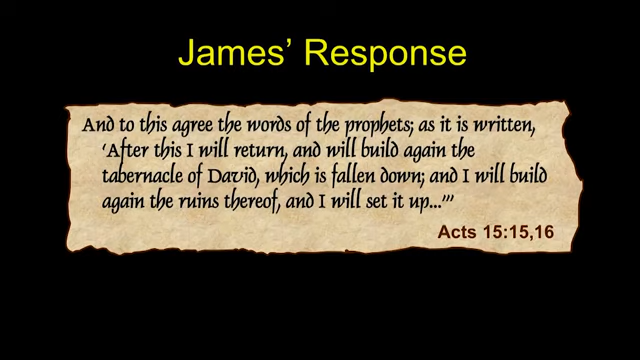 James’ Response
And to this agree the words of the prophets; as it is written,
‘After this I will return, and will build again the
tabernacle of David, which is fallen down; and I will build
again the ruins thereof, and I will set it up...’”
Acts 15:15,16